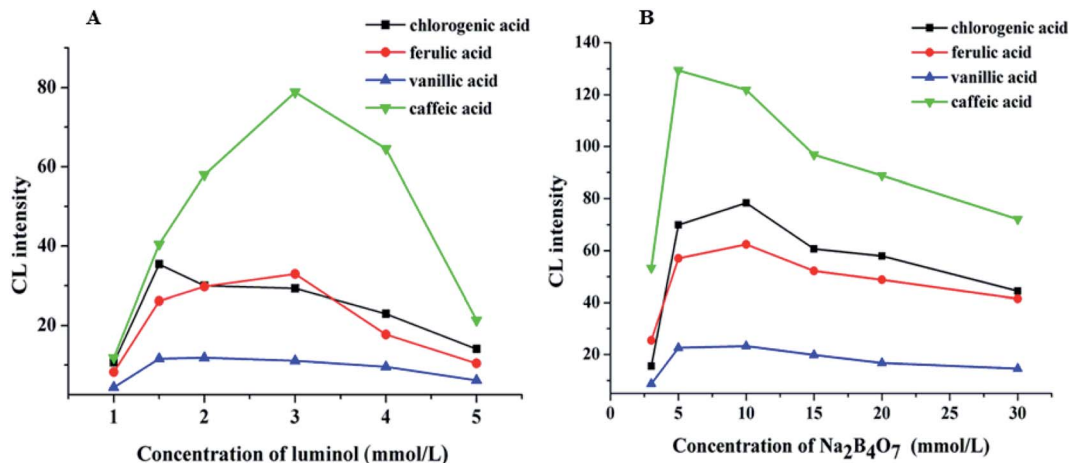 A
chlorogenic acid
ferulic acid
vanillic acid
caffeic acid
80
60
40
20
CL intensity
1 2 3 4 5
Concentration of luminol (mmol/L)
B
chlorogenic acid
ferulic acid
vanillic acid
caffeic acid
140
120
100
80
60
40
20
CL intensity
0 5 10 15 20 25 30
Concentration of Na₂B₄O₇ (mmol/L)